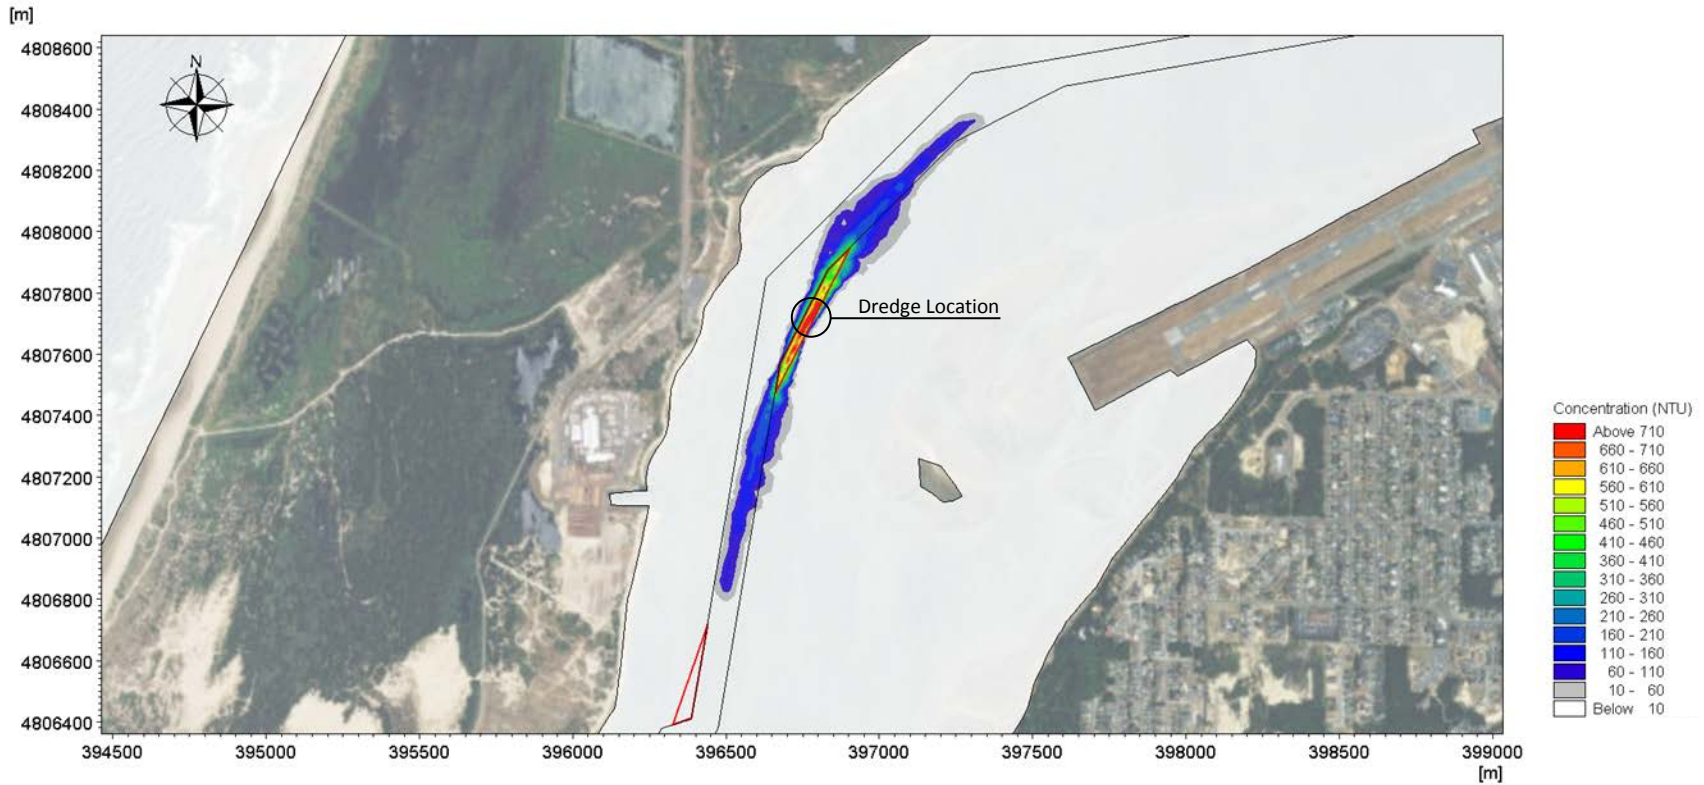 [m]
4808600
4808400
4808200
4808000
4807800
4807600
4807400
4807200
4807000
4806800
4806600
4806400
N
Dredge Location
394500 395000 395500 396000 396500 397000 397500 398000 398500 399000
[m]
Concentration (NTU)
Above 710
660 - 710
610 - 660
560 - 610
510 - 560
460 - 510
410 - 460
360 - 410
310 - 360
260 - 310
210 - 260
160 - 210
110 - 160
60 - 110
10 - 60
Below 10